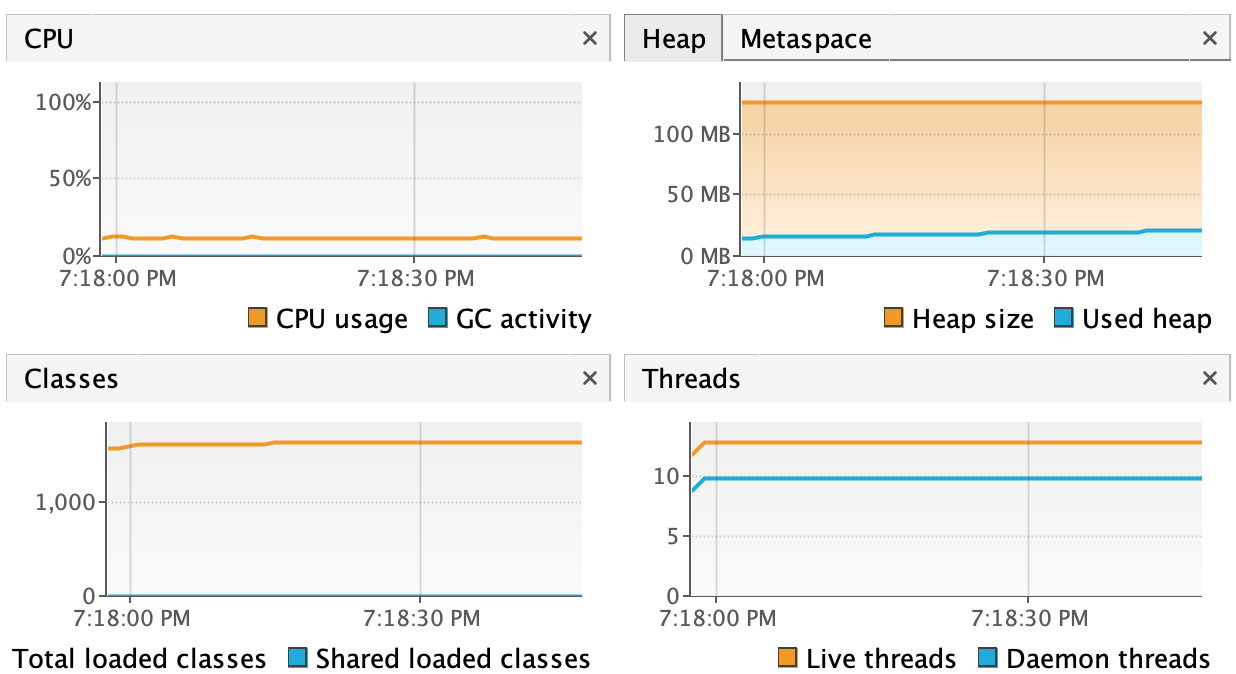 CPU ×
100%
50%
0%
7:18:00 PM 7:18:30 PM
CPU usage GC activity
Heap Metaspace ×
100 MB
50 MB
0 MB
7:18:00 PM 7:18:30 PM
Heap size Used heap
Classes ×
1,000
0
7:18:00 PM 7:18:30 PM
Total loaded classes Shared loaded classes
Threads ×
10
5
0
7:18:00 PM 7:18:30 PM
Live threads Daemon threads